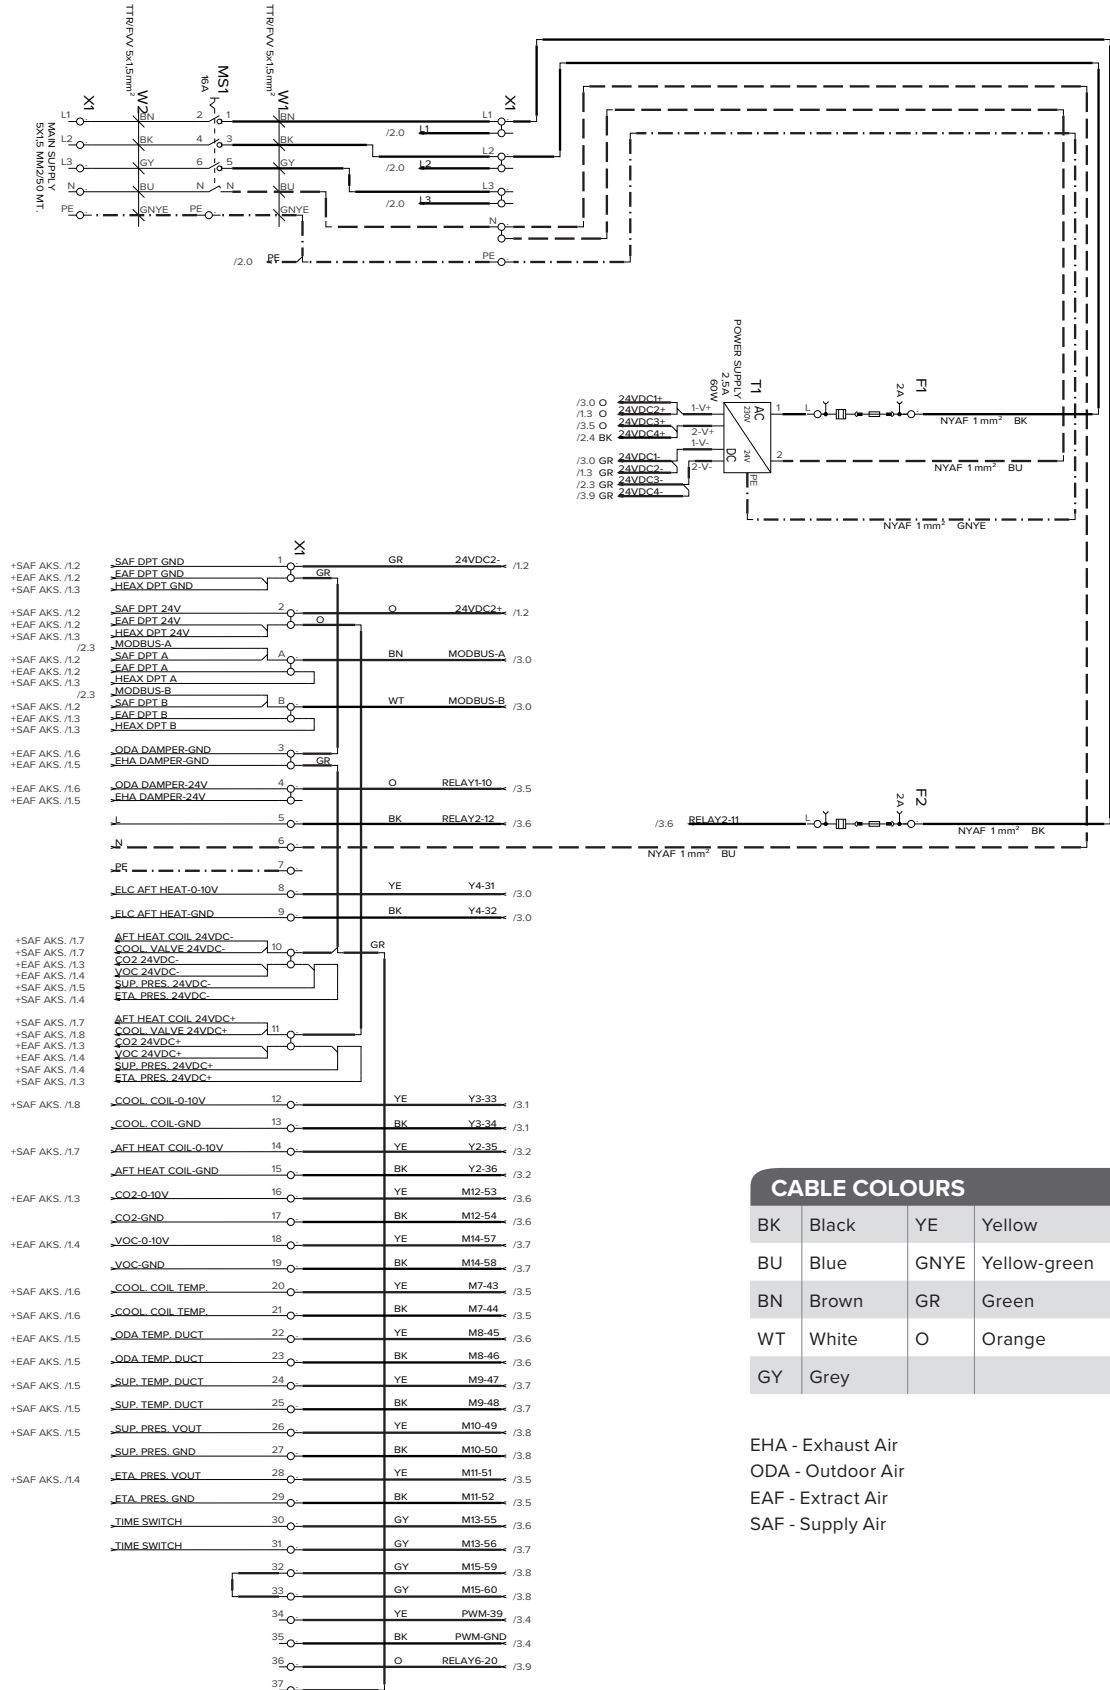 TTR/FVV 5x1,5mm²
W2
MS1
16A
TTR/FVV 5x1,5mm²
W1
X1
X1
MAIN SUPPLY
5X1,5 MM2/50 MT.
L1 BN 2 1 BN L1
/2.0 L1
L2 BK 4 3 BK L2
/2.0 L2
L3 GY 6 5 GY L3
/2.0 L3
N BU N N BU N
PE GNYE PE GNYE
/2.0 PE PE
POWER SUPPLY
2,5A
60W
T1
AC
230V
24V
DC
PE
1
2
F1
2A
L
NYAF 1 mm² BK
NYAF 1 mm² BU
NYAF 1 mm² GNYE
/3.0 O 24VDC1+
/1.3 O 24VDC2+ 1-V+
/3.5 O 24VDC3+
/2.4 BK 24VDC4+ 2-V+
1-V-
/3.0 GR 24VDC1-
/1.3 GR 24VDC2- 2-V-
/2.3 GR 24VDC3-
/3.9 GR 24VDC4-
X1
+SAF AKS. /1.2 SAF DPT GND 1 GR 24VDC2- /1.2
+EAF AKS. /1.2 EAF DPT GND GR
+SAF AKS. /1.3 HEAX DPT GND
+SAF AKS. /1.2 SAF DPT 24V 2 O 24VDC2+ /1.2
+EAF AKS. /1.2 EAF DPT 24V O
+SAF AKS. /1.3 HEAX DPT 24V
/2.3 MODBUS-A
+SAF AKS. /1.2 SAF DPT A A BN MODBUS-A /3.0
+EAF AKS. /1.2 EAF DPT A
+SAF AKS. /1.3 HEAX DPT A
/2.3 MODBUS-B
+SAF AKS. /1.2 SAF DPT B B WT MODBUS-B /3.0
+EAF AKS. /1.3 EAF DPT B
+SAF AKS. /1.3 HEAX DPT B
+EAF AKS. /1.6 ODA DAMPER-GND 3
+EAF AKS. /1.5 EHA DAMPER-GND GR
+EAF AKS. /1.6 ODA DAMPER-24V 4 O RELAY1-10 /3.5
+EAF AKS. /1.5 EHA DAMPER-24V
L 5 BK RELAY2-12 /3.6
/3.6 RELAY2-11 L F2 2A NYAF 1 mm² BK
N 6 NYAF 1 mm² BU
PE 7
ELC AFT HEAT-0-10V 8 YE Y4-31 /3.0
ELC AFT HEAT-GND 9 BK Y4-32 /3.0
+SAF AKS. /1.7 AFT HEAT COIL 24VDC-
+SAF AKS. /1.7 COOL. VALVE 24VDC- 10 GR
+EAF AKS. /1.3 CO2 24VDC-
+EAF AKS. /1.4 VOC 24VDC-
+SAF AKS. /1.5 SUP. PRES. 24VDC-
+SAF AKS. /1.4 ETA. PRES. 24VDC-
+SAF AKS. /1.7 AFT HEAT COIL 24VDC+
+SAF AKS. /1.8 COOL. VALVE 24VDC+ 11
+EAF AKS. /1.3 CO2 24VDC+
+EAF AKS. /1.4 VOC 24VDC+
+SAF AKS. /1.4 SUP. PRES. 24VDC+
+SAF AKS. /1.3 ETA. PRES. 24VDC+
+SAF AKS. /1.8 COOL. COIL-0-10V 12 YE Y3-33 /3.1
COOL. COIL-GND 13 BK Y3-34 /3.1
+SAF AKS. /1.7 AFT HEAT COIL-0-10V 14 YE Y2-35 /3.2
AFT HEAT COIL-GND 15 BK Y2-36 /3.2
+EAF AKS. /1.3 CO2-0-10V 16 YE M12-53 /3.6
CO2-GND 17 BK M12-54 /3.6
+EAF AKS. /1.4 VOC-0-10V 18 YE M14-57 /3.7
VOC-GND 19 BK M14-58 /3.7
+SAF AKS. /1.6 COOL. COIL TEMP. 20 YE M7-43 /3.5
+SAF AKS. /1.6 COOL. COIL TEMP. 21 BK M7-44 /3.5
+EAF AKS. /1.5 ODA TEMP. DUCT 22 YE M8-45 /3.6
+EAF AKS. /1.5 ODA TEMP. DUCT 23 BK M8-46 /3.6
+SAF AKS. /1.5 SUP. TEMP. DUCT 24 YE M9-47 /3.7
+SAF AKS. /1.5 SUP. TEMP. DUCT 25 BK M9-48 /3.7
+SAF AKS. /1.5 SUP. PRES. VOUT 26 YE M10-49 /3.8
SUP. PRES. GND 27 BK M10-50 /3.8
+SAF AKS. /1.4 ETA. PRES. VOUT 28 YE M11-51 /3.5
ETA. PRES. GND 29 BK M11-52 /3.5
TIME SWITCH 30 GY M13-55 /3.6
TIME SWITCH 31 GY M13-56 /3.7
32 GY M15-59 /3.8
33 GY M15-60 /3.8
34 YE PWM-39 /3.4
35 BK PWM-GND /3.4
36 O RELAY6-20 /3.9
37
CABLE COLOURS
BK Black YE Yellow
BU Blue GNYE Yellow-green
BN Brown GR Green
WT White O Orange
GY Grey
EHA - Exhaust Air
ODA - Outdoor Air
EAF - Extract Air
SAF - Supply Air